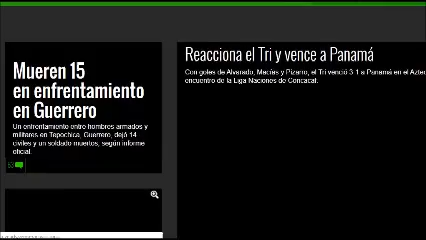 Mueren 15
en enfrentamiento
en Guerrero
Un enfrentamiento entre hombres armados y
militares en Tepochica, Guerrero, dejó 14
civiles y un soldado muertos, según informe
oficial.
Reacciona el Tri y vence a Panamá
Con goles de Alvarado, Macías y Pizarro, el Tri venció 3-1 a Panamá en el Aztec
encuentro de la Liga Naciones de Concacaf.